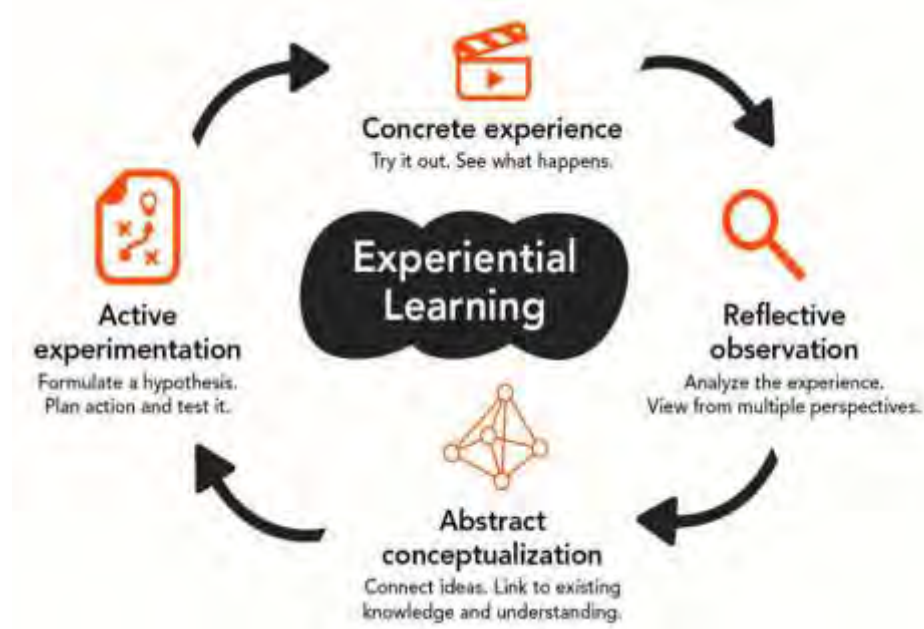 Concrete experience
Try it out. See what happens.
Experiential
Learning
Active
experimentation
Formulate a hypothesis.
Plan action and test it.
Reflective
observation
Analyze the experience.
View from multiple perspectives.
Abstract
conceptualization
Connect ideas. Link to existing
knowledge and understanding.